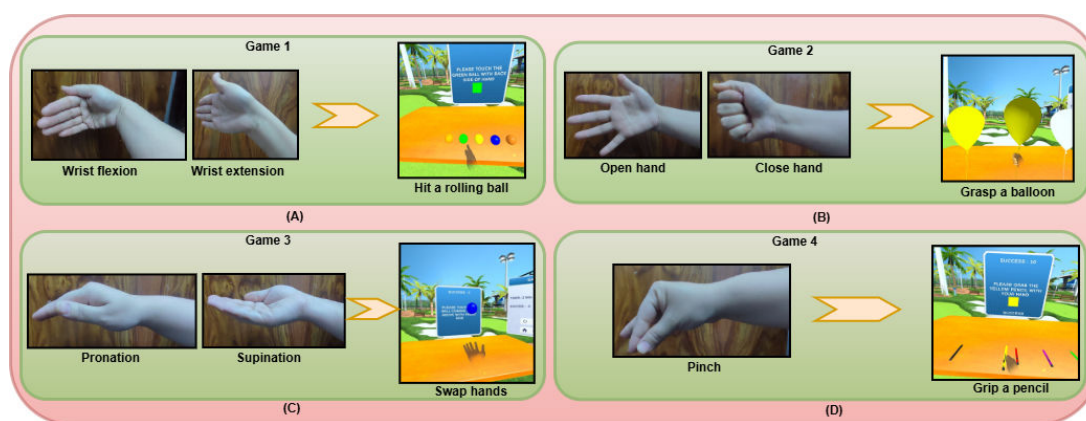 Game 1
PLEASE TOUCH THE
GREEN BALL WITH BACK
SIDE OF HAND
Wrist flexion
Wrist extension
Hit a rolling ball
(A)
Game 2
Open hand
Close hand
Grasp a balloon
(B)
Game 3
Pronation
Supination
Swap hands
(C)
Game 4
PLEASE GRAB THE
YELLOW PENCIL WITH
YOUR HAND
Pinch
Grip a pencil
(D)